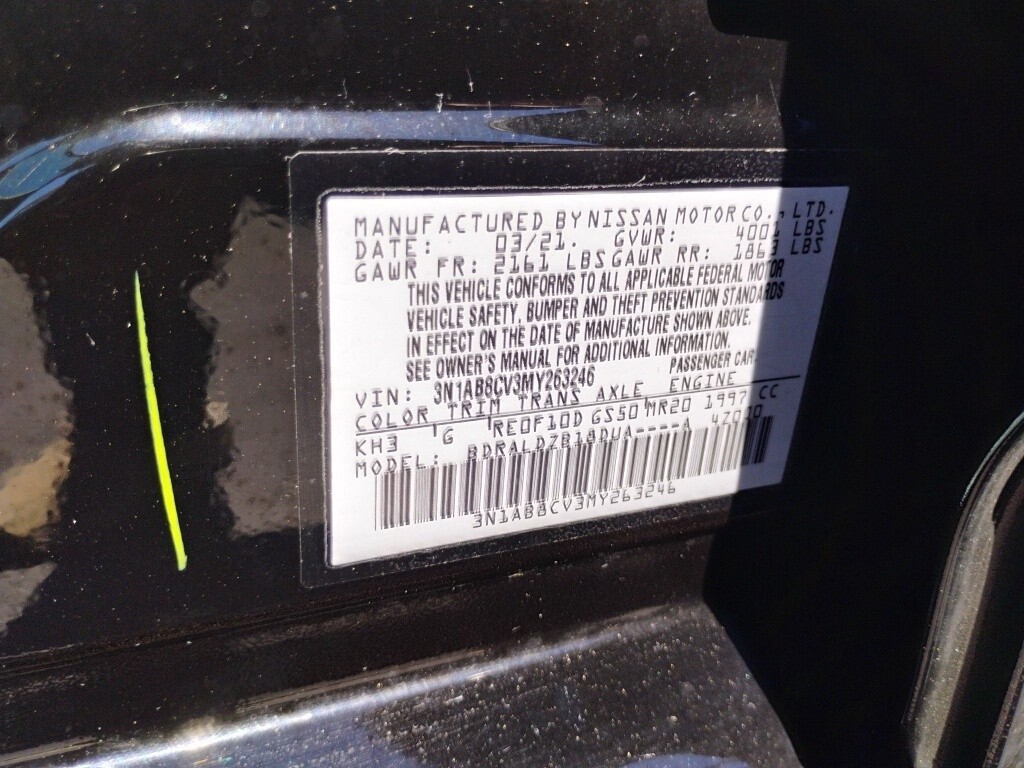 MANUFACTURED BY NISSAN MOTOR CO., LTD.
DATE: 03/21. GVWR: 4001 LBS
GAWR FR: 2161 LBS GAWR RR: 1863 LBS
THIS VEHICLE CONFORMS TO ALL APPLICABLE FEDERAL MOTOR
VEHICLE SAFETY, BUMPER AND THEFT PREVENTION STANDARDS
IN EFFECT ON THE DATE OF MANUFACTURE SHOWN ABOVE.
SEE OWNER'S MANUAL FOR ADDITIONAL INFORMATION.
PASSENGER CAR
VIN: 3N1AB8CV3MY263246
COLOR TRIM TRANS AXLE ENGINE
KH3 G RE0F10D GS50 MR20 1997 CC
MODEL: BDRALDZB18DUA----A 4Z010
3N1AB8CV3MY263246